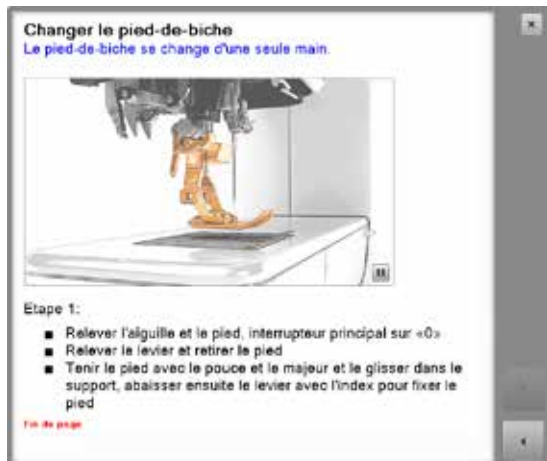 Changer le pied-de-biche
Le pied-de-biche se change d'une seule main.
Etape 1:
■ Relever l'aiguille et le pied, interrupteur principal sur «0»
■ Relever le levier et retirer le pied
■ Tenir le pied avec le pouce et le majeur et le glisser dans le
support, abaisser ensuite le levier avec l'index pour fixer le
pied
Fin de page